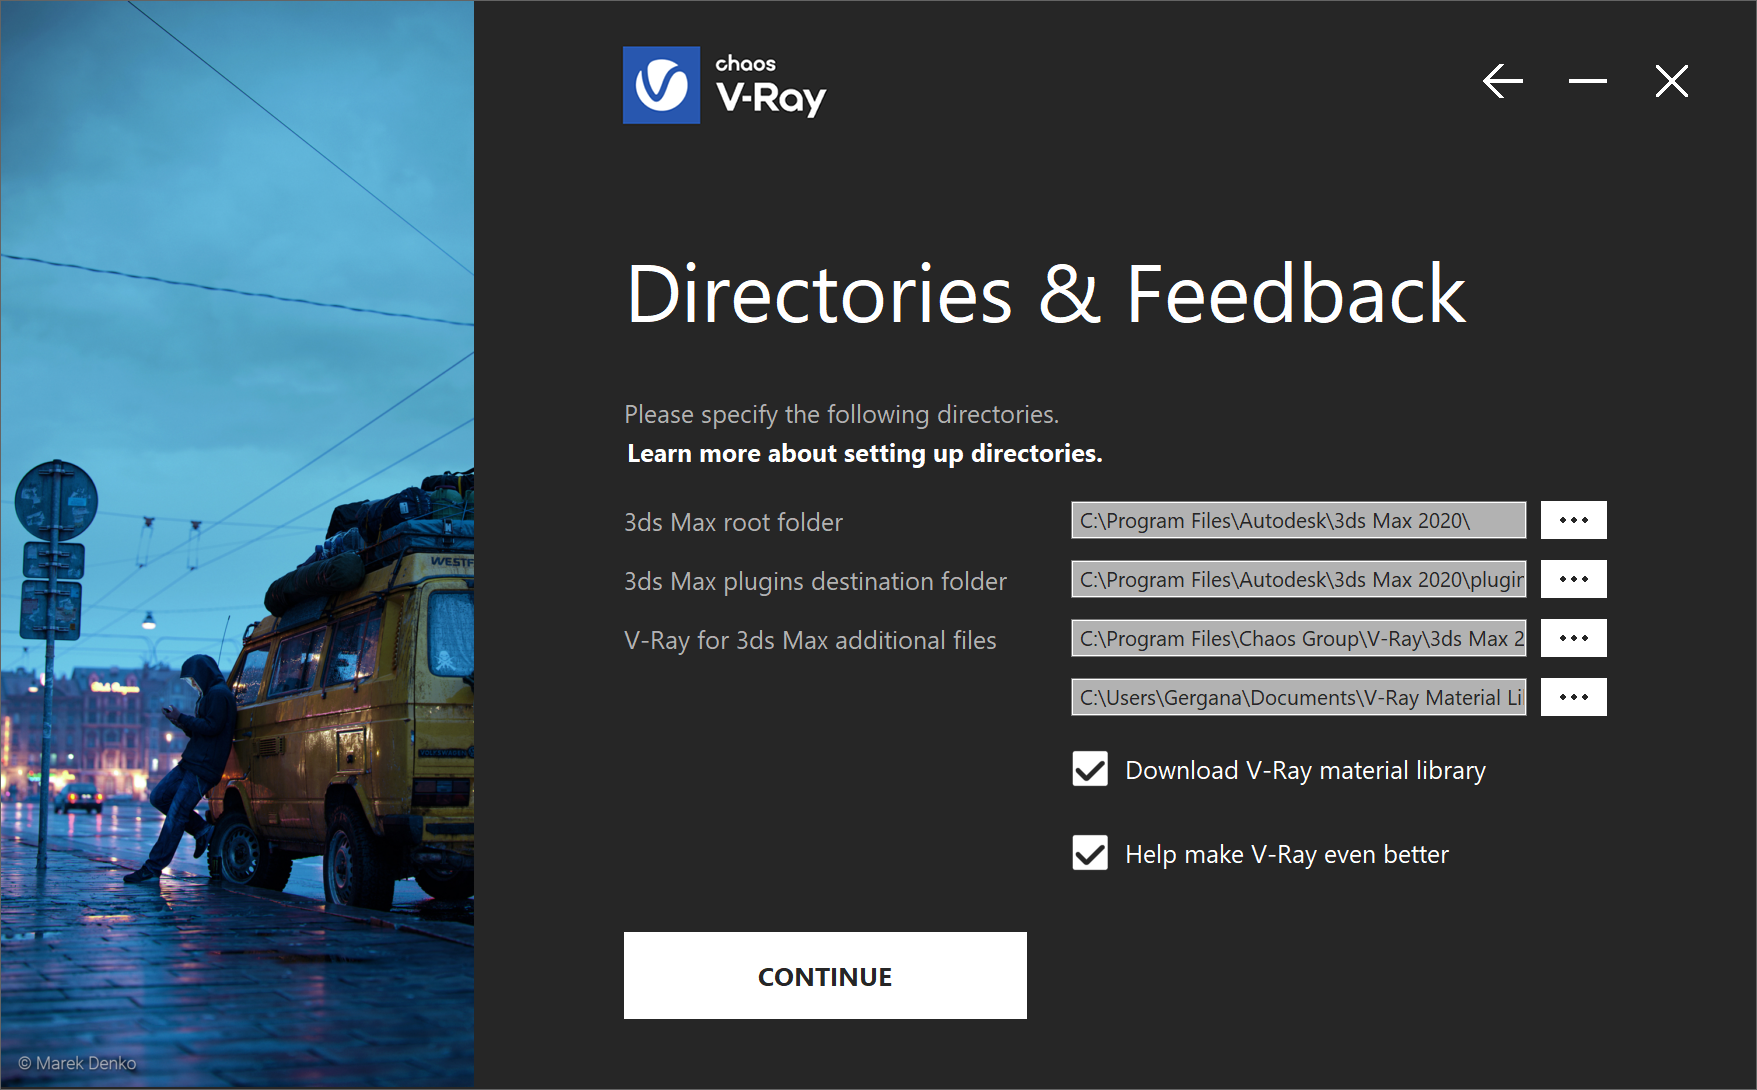 chaos
V-Ray
Directories & Feedback
Please specify the following directories.
Learn more about setting up directories.
3ds Max root folder
C:\Program Files\Autodesk\3ds Max 2020\
3ds Max plugins destination folder
C:\Program Files\Autodesk\3ds Max 2020\plugin
V-Ray for 3ds Max additional files
C:\Program Files\Chaos Group\V-Ray\3ds Max 2
C:\Users\Gergana\Documents\V-Ray Material Li
Download V-Ray material library
Help make V-Ray even better
CONTINUE
WESTF
VOLKSWAGEN
© Marek Denko